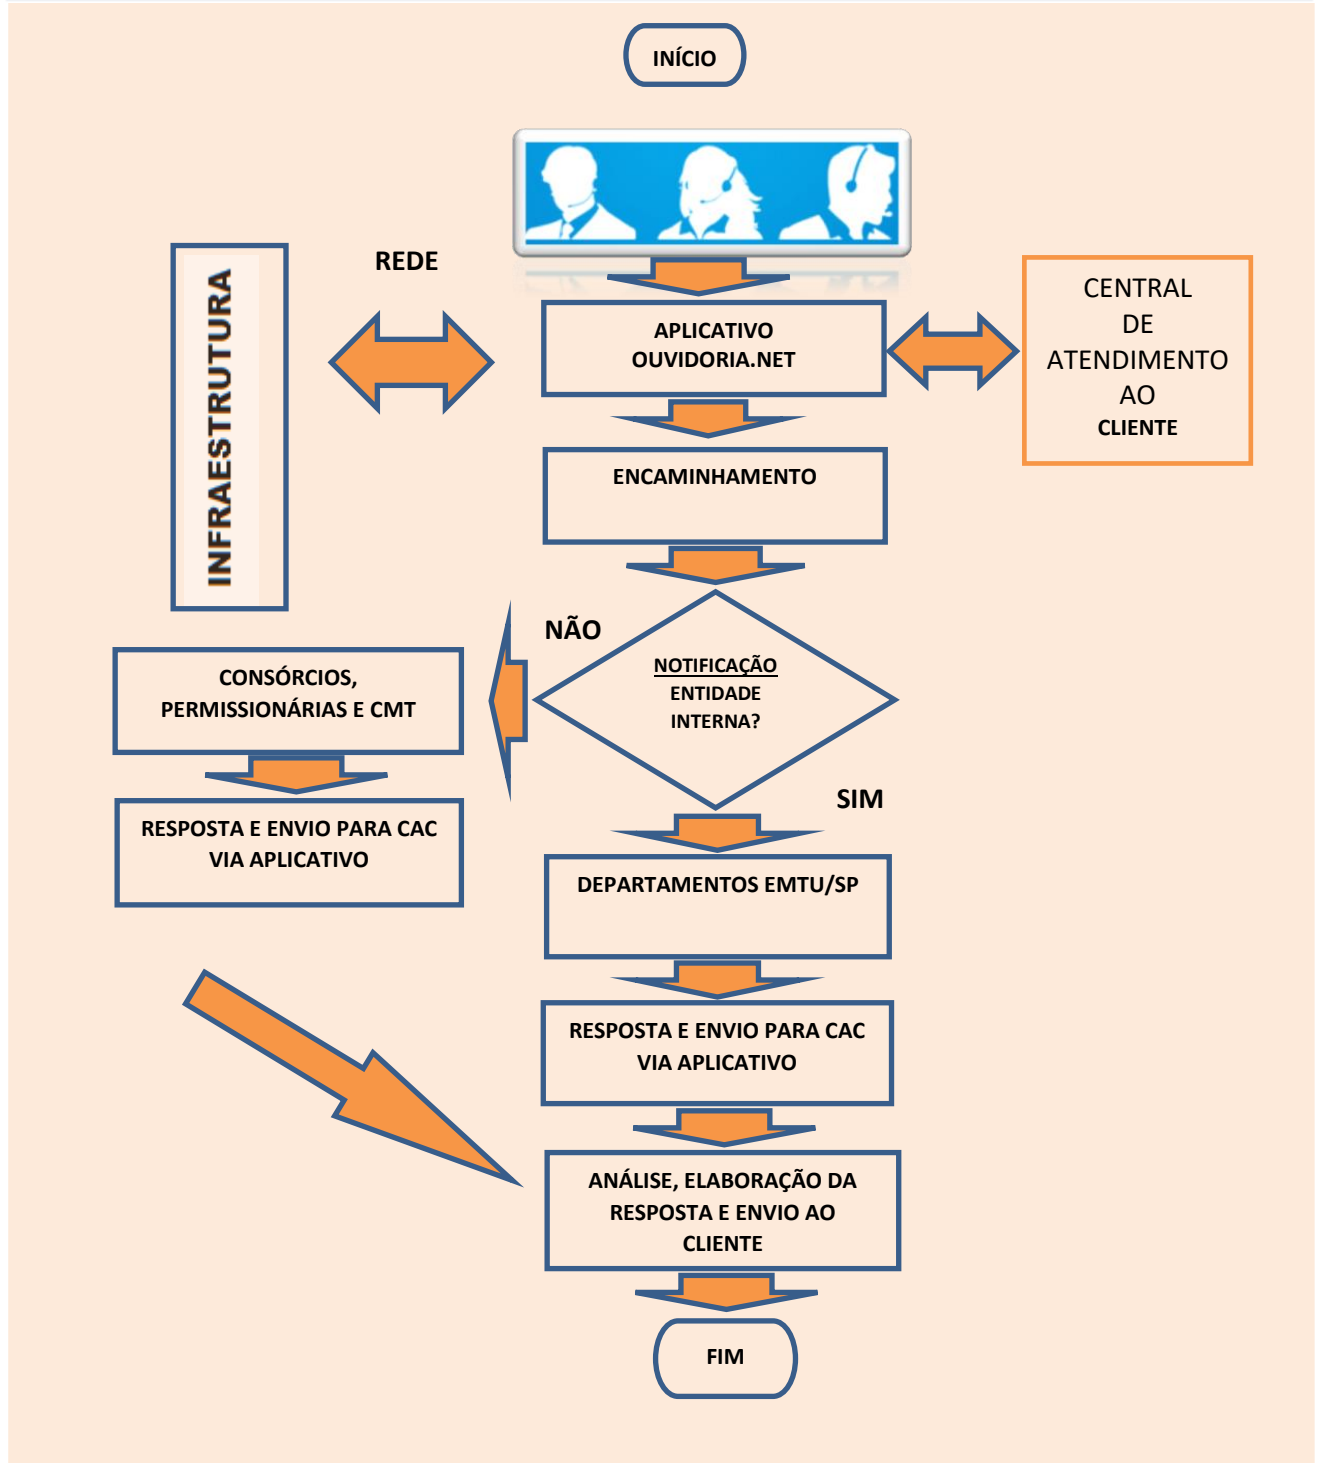 INÍCIO
REDE
INFRAESTRUTURA
APLICATIVO
OUVIDORIA.NET
CENTRAL
DE
ATENDIMENTO
AO
CLIENTE
ENCAMINHAMENTO
NÃO
NOTIFICAÇÃO
ENTIDADE
INTERNA?
CONSÓRCIOS,
PERMISSIONÁRIAS E CMT
SIM
RESPOSTA E ENVIO PARA CAC
VIA APLICATIVO
DEPARTAMENTOS EMTU/SP
RESPOSTA E ENVIO PARA CAC
VIA APLICATIVO
ANÁLISE, ELABORAÇÃO DA
RESPOSTA E ENVIO AO
CLIENTE
FIM